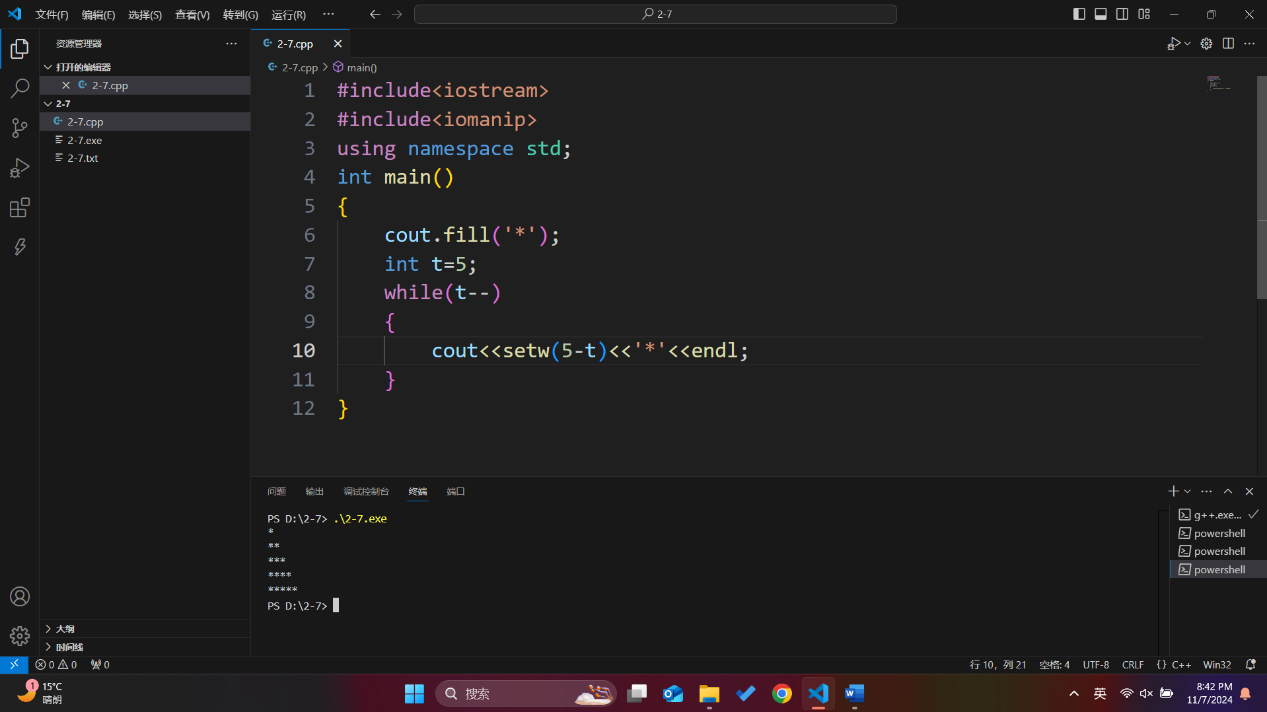 文件(F) 编辑(E) 选择(S) 查看(V) 转到(G) 运行(R) ··· 2-7
资源管理器 ···
打开的编辑器
2-7.cpp
2-7
2-7.cpp
2-7.exe
2-7.txt
大纲
时间线
2-7.cpp
2-7.cpp > main()
1 #include<iostream>
2 #include<iomanip>
3 using namespace std;
4 int main()
5 {
6 cout.fill('*');
7 int t=5;
8 while(t--)
9 {
10 cout<<setw(5-t)<<'*'<<endl;
11 }
12 }
问题 输出 调试控制台 终端 端口
PS D:\2-7> .\2-7.exe
*
**
***
****
*****
PS D:\2-7>
g++.exe...
powershell
powershell
powershell
0 0 0 行 10，列 21 空格: 4 UTF-8 CRLF {} C++ Win32
1 15°C
晴朗
搜索
英
8:42 PM
11/7/2024